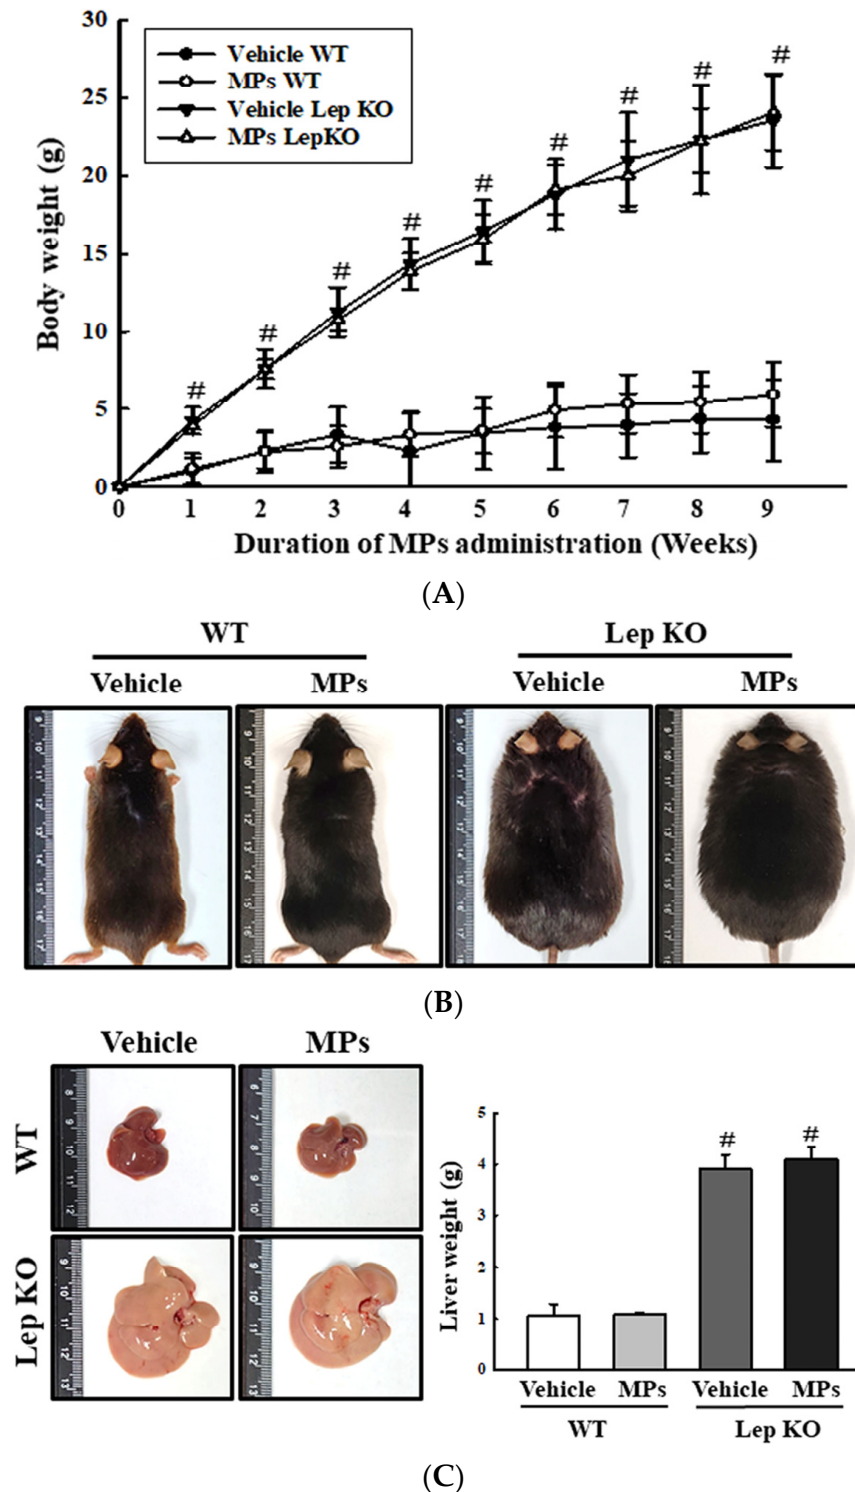 30
25
20
15
10
5
0
Body weight (g)
Vehicle WT
MPs WT
Vehicle Lep KO
MPs LepKO
# # # # # # # # #
0 1 2 3 4 5 6 7 8 9
Duration of MPs administration (Weeks)
(A)
WT Lep KO
Vehicle MPs Vehicle MPs
(B)
Vehicle MPs
WT
Lep KO
5
4
3
2
1
0
Liver weight (g)
# #
Vehicle MPs Vehicle MPs
WT Lep KO
(C)